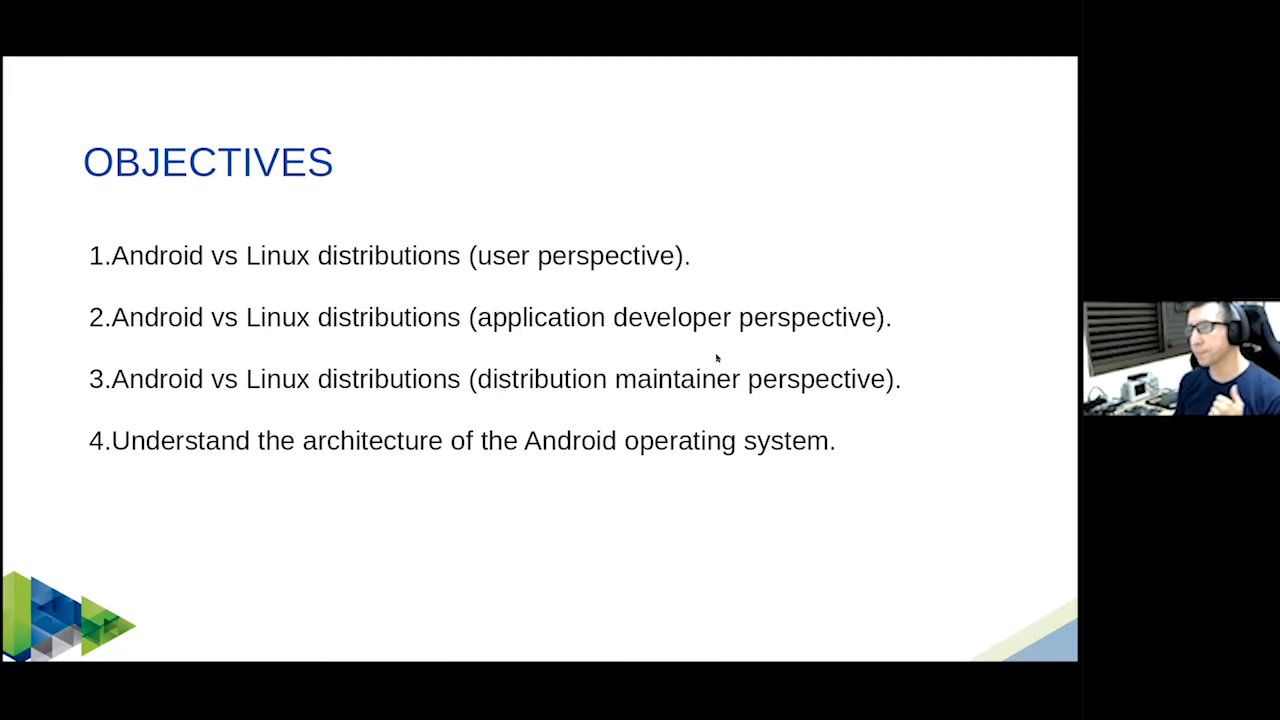 OBJECTIVES
1.Android vs Linux distributions (user perspective).
2.Android vs Linux distributions (application developer perspective).
3.Android vs Linux distributions (distribution maintainer perspective).
4.Understand the architecture of the Android operating system.